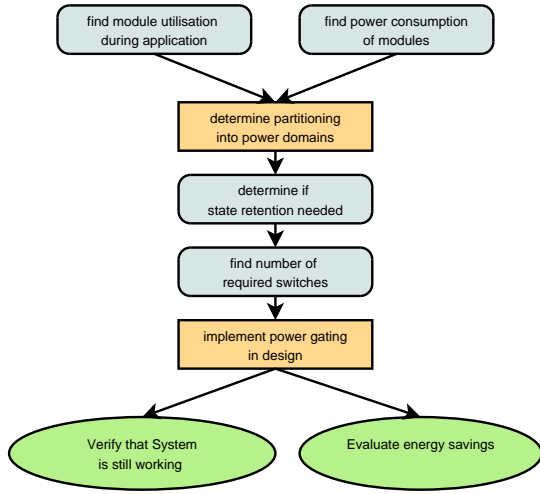 find module utilisation
during application
find power consumption
of modules
determine partitioning
into power domains
determine if
state retention needed
find number of
required switches
implement power gating
in design
Verify that System
is still working
Evaluate energy savings